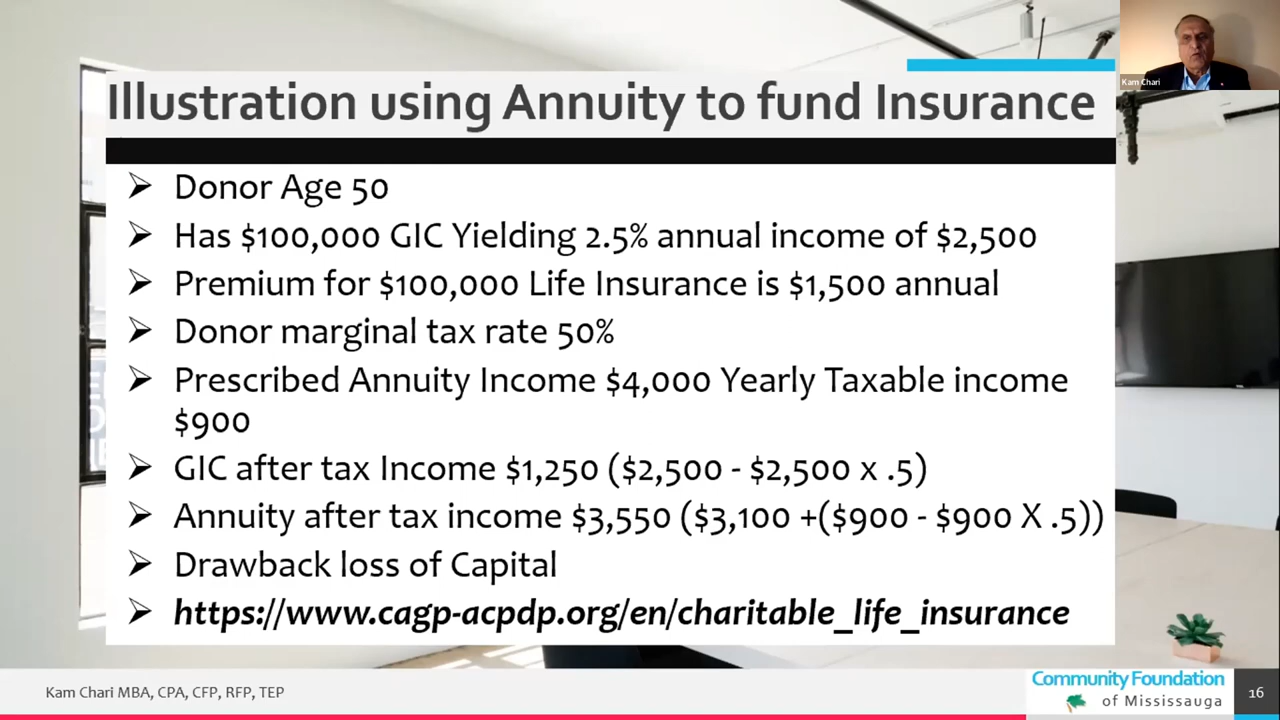 Kam Chari
Illustration using Annuity to fund Insurance
➢ Donor Age 50
➢ Has $100,000 GIC Yielding 2.5% annual income of $2,500
➢ Premium for $100,000 Life Insurance is $1,500 annual
➢ Donor marginal tax rate 50%
➢ Prescribed Annuity Income $4,000 Yearly Taxable income
$900
➢ GIC after tax Income $1,250 ($2,500 - $2,500 x .5)
➢ Annuity after tax income $3,550 ($3,100 +($900 - $900 X .5))
➢ Drawback loss of Capital
➢ https://www.cagp-acpdp.org/en/charitable_life_insurance
Kam Chari MBA, CPA, CFP, RFP, TEP
Community Foundation
of Mississauga
16